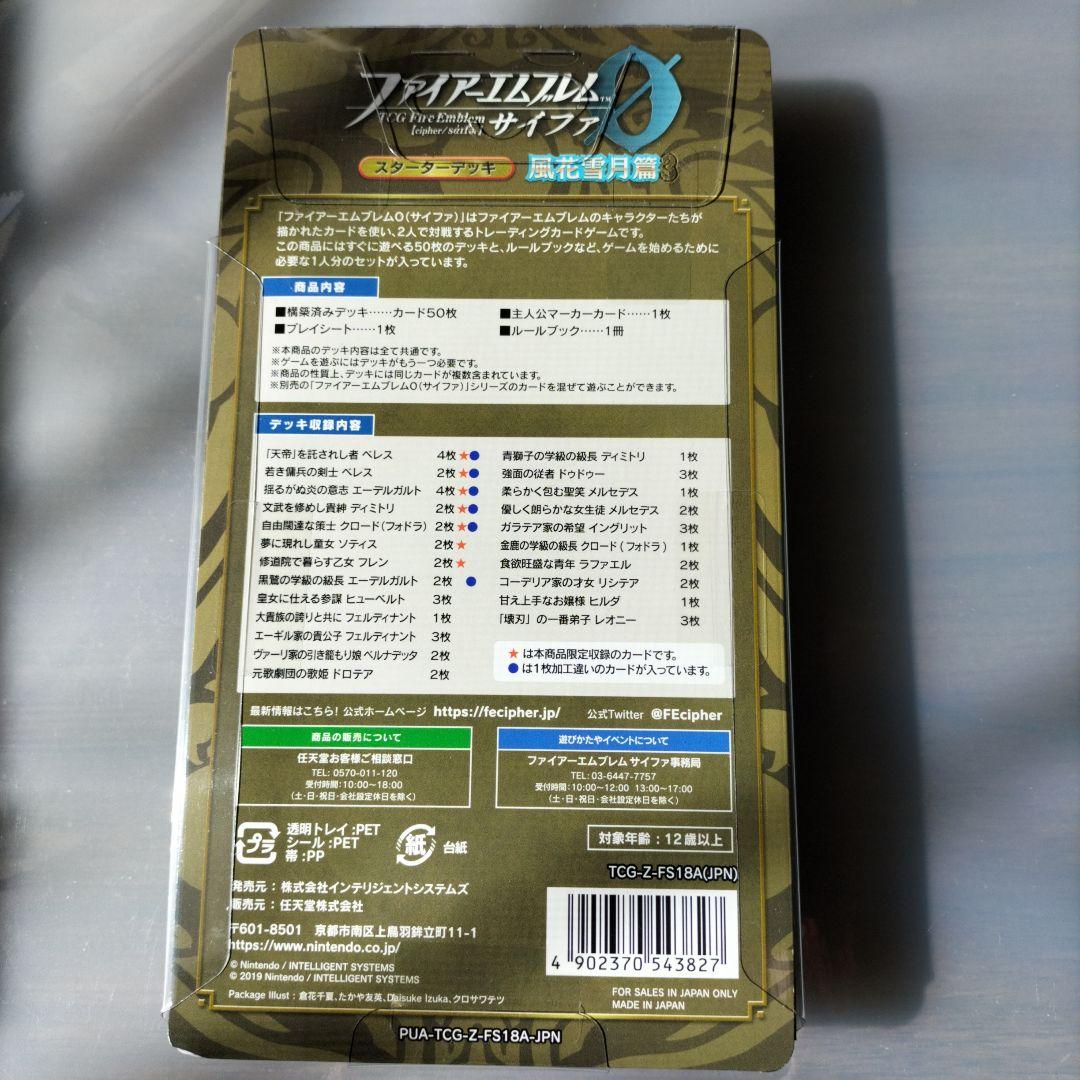 ファイアーエムブレム™0
TCG Fire Emblem サイファ
[cipher/sáifə]
スターターデッキ 風花雪月篇
「ファイアーエムブレム0(サイファ)」はファイアーエムブレムのキャラクターたちが
描かれたカードを使い、2人で対戦するトレーディングカードゲームです。
この商品にはすぐに遊べる50枚のデッキと、ルールブックなど、ゲームを始めるために
必要な1人分のセットが入っています。
商品内容
■構築済みデッキ……カード50枚 ■主人公マーカーカード……1枚
■プレイシート……1枚 ■ルールブック……1冊
※本商品のデッキ内容は全て共通です。
※ゲームを遊ぶにはデッキがもう一つ必要です。
※商品の性質上、デッキには同じカードが複数含まれています。
※別売の「ファイアーエムブレム0(サイファ)」シリーズのカードを混ぜて遊ぶことができます。
デッキ収録内容
「天帝」を託されし者 ベレス 4枚★●
若き傭兵の剣士 ベレス 2枚★●
揺るがぬ炎の意志 エーデルガルト 4枚★●
文武を修めし貴紳 ディミトリ 2枚★●
自由闊達な策士 クロード(フォドラ) 2枚★●
夢に現れし童女 ソティス 2枚★
修道院で暮らす乙女 フレン 2枚★
黒鷲の学級の級長 エーデルガルト 2枚 ●
皇女に仕える参謀 ヒューベルト 3枚
大貴族の誇りと共に フェルディナント 1枚
エーギル家の貴公子 フェルディナント 3枚
ヴァーリ家の引き籠もり娘 ベルナデッタ 2枚
元歌劇団の歌姫 ドロテア 2枚
青獅子の学級の級長 ディミトリ 1枚
強面の従者 ドゥドゥー 3枚
柔らかく包む聖笑 メルセデス 1枚
優しく朗らかな女生徒 メルセデス 2枚
ガラテア家の希望 イングリット 3枚
金鹿の学級の級長 クロード(フォドラ) 1枚
食欲旺盛な青年 ラファエル 2枚
コーデリア家の才女 リシテア 2枚
甘え上手なお嬢様 ヒルダ 1枚
「壊刃」の一番弟子 レオニー 3枚
★は本商品限定収録のカードです。
●は1枚加工違いのカードが入っています。
最新情報はこちら! 公式ホームページ https://fecipher.jp/ 公式Twitter @FEcipher
商品の販売について
任天堂お客様ご相談窓口
TEL: 0570-011-120
受付時間:10:00～18:00
(土・日・祝日・会社設定休日を除く)
遊びかたやイベントについて
ファイアーエムブレム サイファ事務局
TEL: 03-6447-7757
受付時間:10:00～12:00 13:00～17:00
(土・日・祝日・会社設定休日を除く)
プラ
透明トレイ:PET
シール:PET
帯:PP
紙 台紙
対象年齢:12歳以上
TCG-Z-FS18A(JPN)
発売元: 株式会社インテリジェントシステムズ
販売元: 任天堂株式会社
〒601-8501 京都市南区上鳥羽鉾立町11-1
https://www.nintendo.co.jp/
© Nintendo / INTELLIGENT SYSTEMS
© 2019 Nintendo / INTELLIGENT SYSTEMS
Package Illust : 倉花千夏、たかや友英、Daisuke Izuka、クロサワテツ
4 902370 543827
FOR SALES IN JAPAN ONLY
MADE IN JAPAN
PUA-TCG-Z-FS18A-JPN